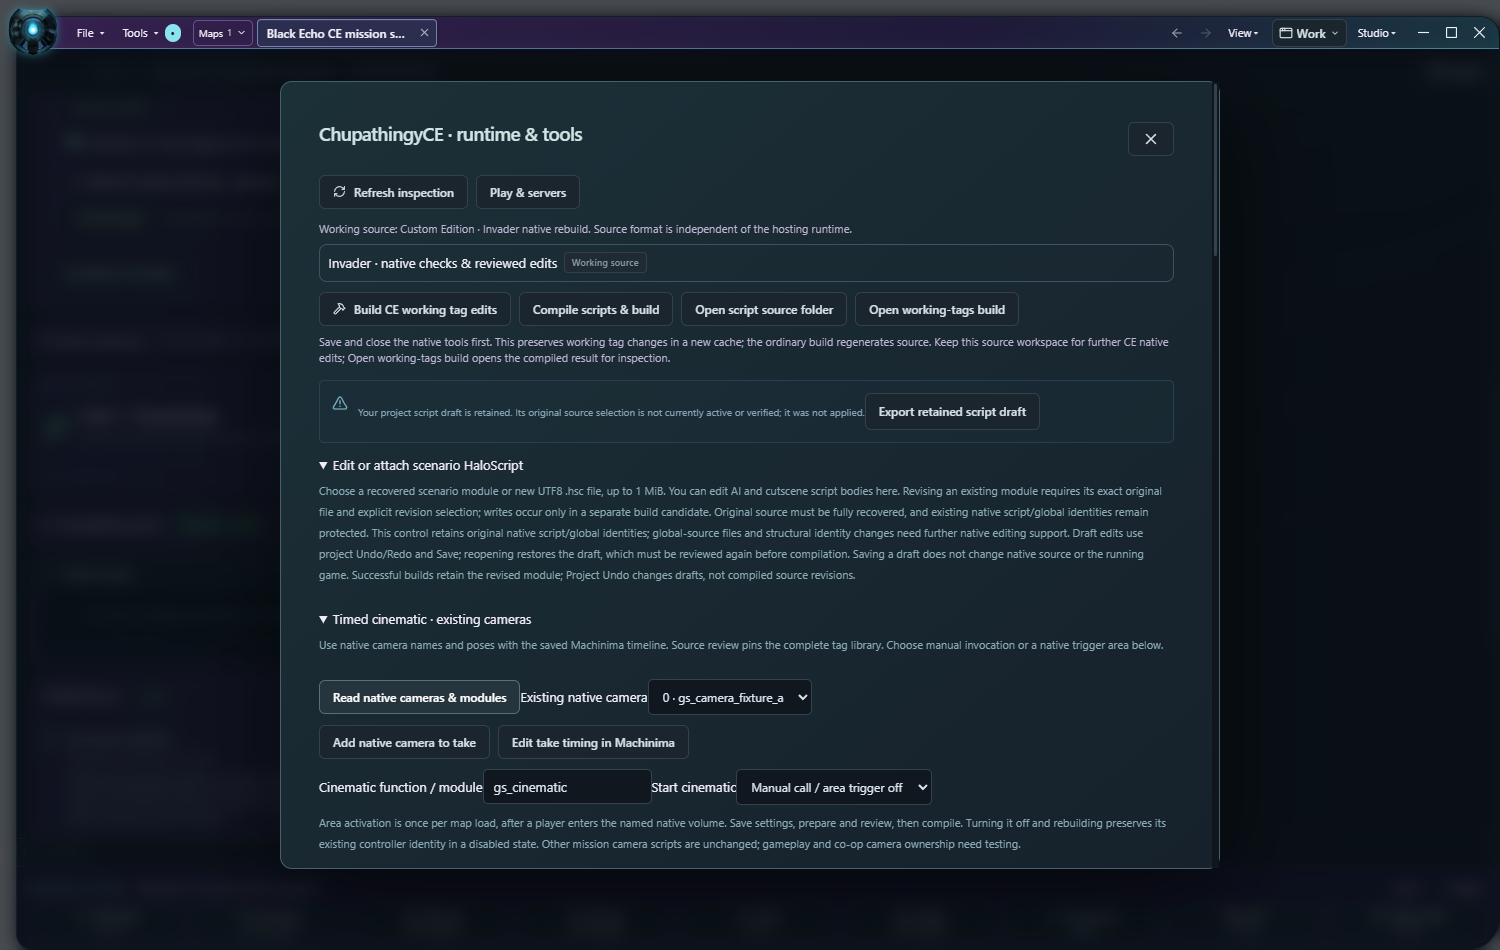 File
Tools
Maps 1
Black Echo CE mission s...
View
Work
Studio
ChupathingyCE · runtime & tools
Refresh inspection
Play & servers
Working source: Custom Edition · Invader native rebuild. Source format is independent of the hosting runtime.
Invader · native checks & reviewed edits Working source
Build CE working tag edits
Compile scripts & build
Open script source folder
Open working-tags build
Save and close the native tools first. This preserves working tag changes in a new cache; the ordinary build regenerates source. Keep this source workspace for further CE native
edits; Open working-tags build opens the compiled result for inspection.
Your project script draft is retained. Its original source selection is not currently active or verified; it was not applied.
Export retained script draft
Edit or attach scenario HaloScript
Choose a recovered scenario module or new UTF8 .hsc file, up to 1 MiB. You can edit AI and cutscene script bodies here. Revising an existing module requires its exact original
file and explicit revision selection; writes occur only in a separate build candidate. Original source must be fully recovered, and existing native script/global identities remain
protected. This control retains original native script/global identities; global-source files and structural identity changes need further native editing support. Draft edits use
project Undo/Redo and Save; reopening restores the draft, which must be reviewed again before compilation. Saving a draft does not change native source or the running
game. Successful builds retain the revised module; Project Undo changes drafts, not compiled source revisions.
Timed cinematic · existing cameras
Use native camera names and poses with the saved Machinima timeline. Source review pins the complete tag library. Choose manual invocation or a native trigger area below.
Read native cameras & modules
Existing native camera
0 · gs_camera_fixture_a
Add native camera to take
Edit take timing in Machinima
Cinematic function / module
gs_cinematic
Start cinematic
Manual call / area trigger off
Area activation is once per map load, after a player enters the named native volume. Save settings, prepare and review, then compile. Turning it off and rebuilding preserves its
existing controller identity in a disabled state. Other mission camera scripts are unchanged; gameplay and co-op camera ownership need testing.